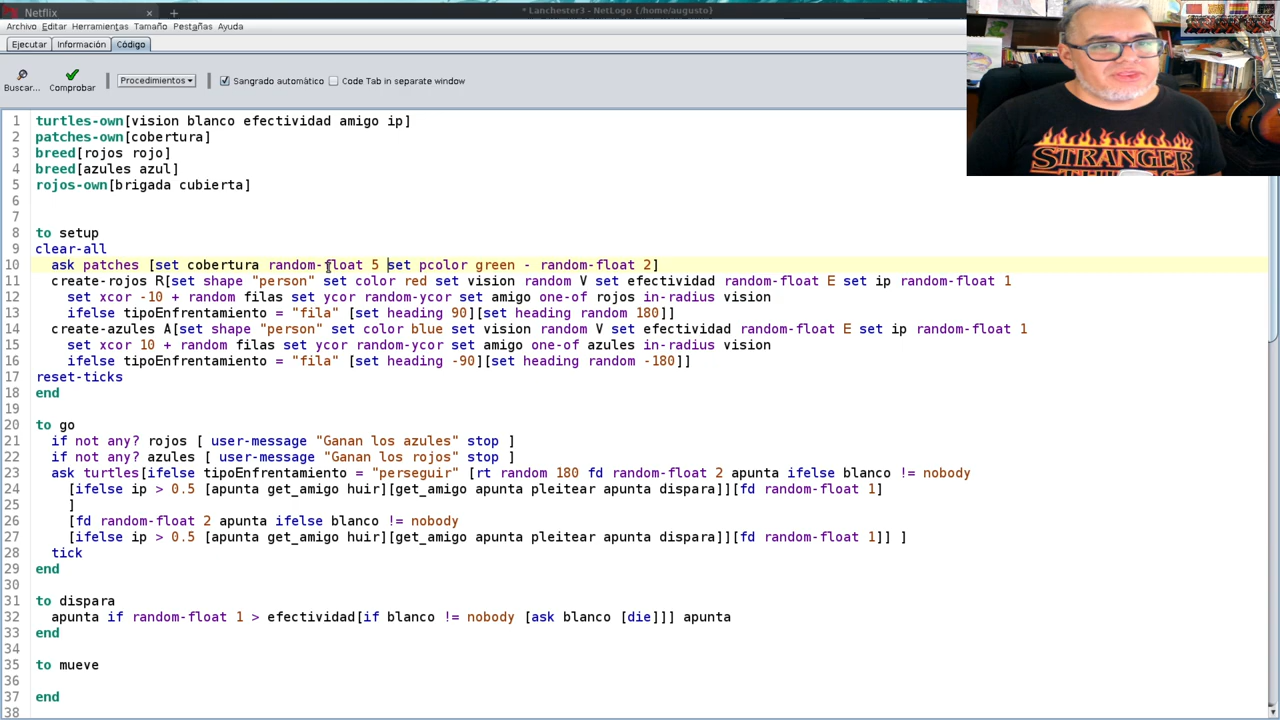 Netflix × +
* Lanchester3 - NetLogo {/home/augusto}
Archivo Editar Herramientas Tamaño Pestañas Ayuda
Ejecutar Información Código
Buscar... Comprobar Procedimientos Sangrado automático Code Tab in separate window
STRANGER
1 turtles-own[vision blanco efectividad amigo ip]
2 patches-own[cobertura]
3 breed[rojos rojo]
4 breed[azules azul]
5 rojos-own[brigada cubierta]
6
7
8 to setup
9 clear-all
10 ask patches [set cobertura random-float 5 set pcolor green - random-float 2]
11 create-rojos R[set shape "person" set color red set vision random V set efectividad random-float E set ip random-float 1
12 set xcor -10 + random filas set ycor random-ycor set amigo one-of rojos in-radius vision
13 ifelse tipoEnfrentamiento = "fila" [set heading 90][set heading random 180]]
14 create-azules A[set shape "person" set color blue set vision random V set efectividad random-float E set ip random-float 1
15 set xcor 10 + random filas set ycor random-ycor set amigo one-of azules in-radius vision
16 ifelse tipoEnfrentamiento = "fila" [set heading -90][set heading random -180]]
17 reset-ticks
18 end
19
20 to go
21 if not any? rojos [ user-message "Ganan los azules" stop ]
22 if not any? azules [ user-message "Ganan los rojos" stop ]
23 ask turtles[ifelse tipoEnfrentamiento = "perseguir" [rt random 180 fd random-float 2 apunta ifelse blanco != nobody
24 [ifelse ip > 0.5 [apunta get_amigo huir][get_amigo apunta pleitear apunta dispara]][fd random-float 1]
25 ]
26 [fd random-float 2 apunta ifelse blanco != nobody
27 [ifelse ip > 0.5 [apunta get_amigo huir][get_amigo apunta pleitear apunta dispara]][fd random-float 1]] ]
28 tick
29 end
30
31 to dispara
32 apunta if random-float 1 > efectividad[if blanco != nobody [ask blanco [die]]] apunta
33 end
34
35 to mueve
36
37 end
38